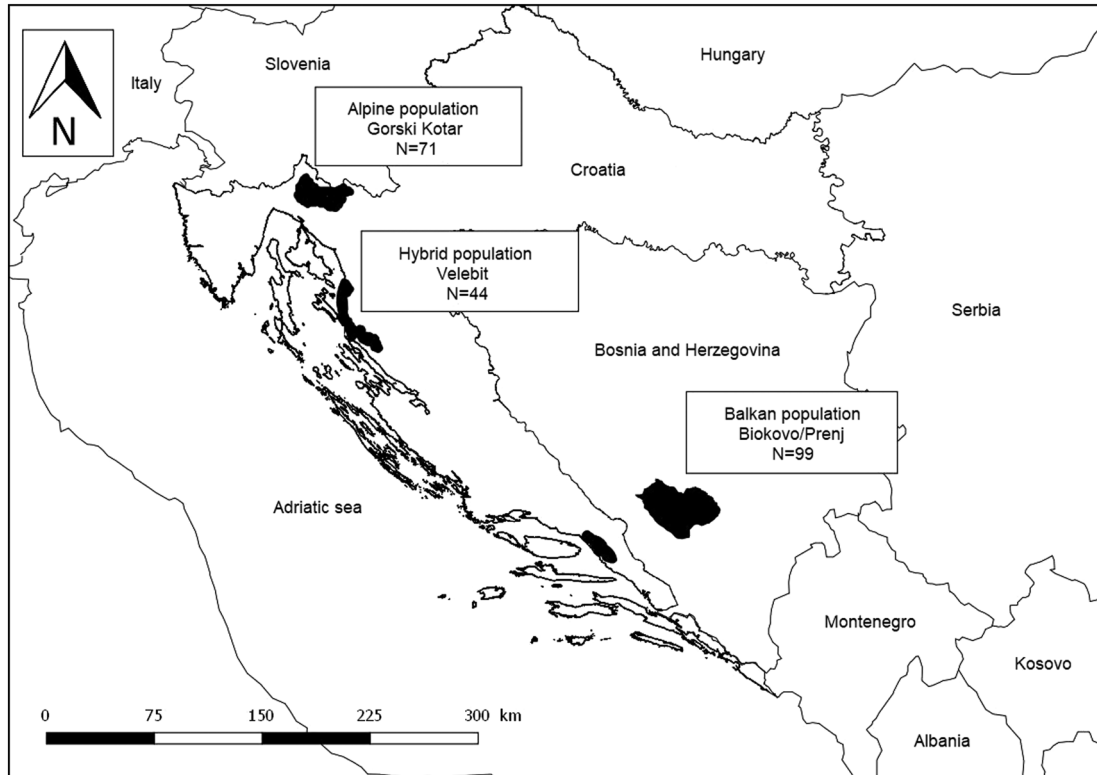 Hungary
Slovenia
Italy
N
Alpine population
Gorski Kotar
N=71
Croatia
Hybrid population
Velebit
N=44
Serbia
Bosnia and Herzegovina
Balkan population
Biokovo/Prenj
N=99
Adriatic sea
Montenegro
Kosovo
Albania
0 75 150 225 300 km